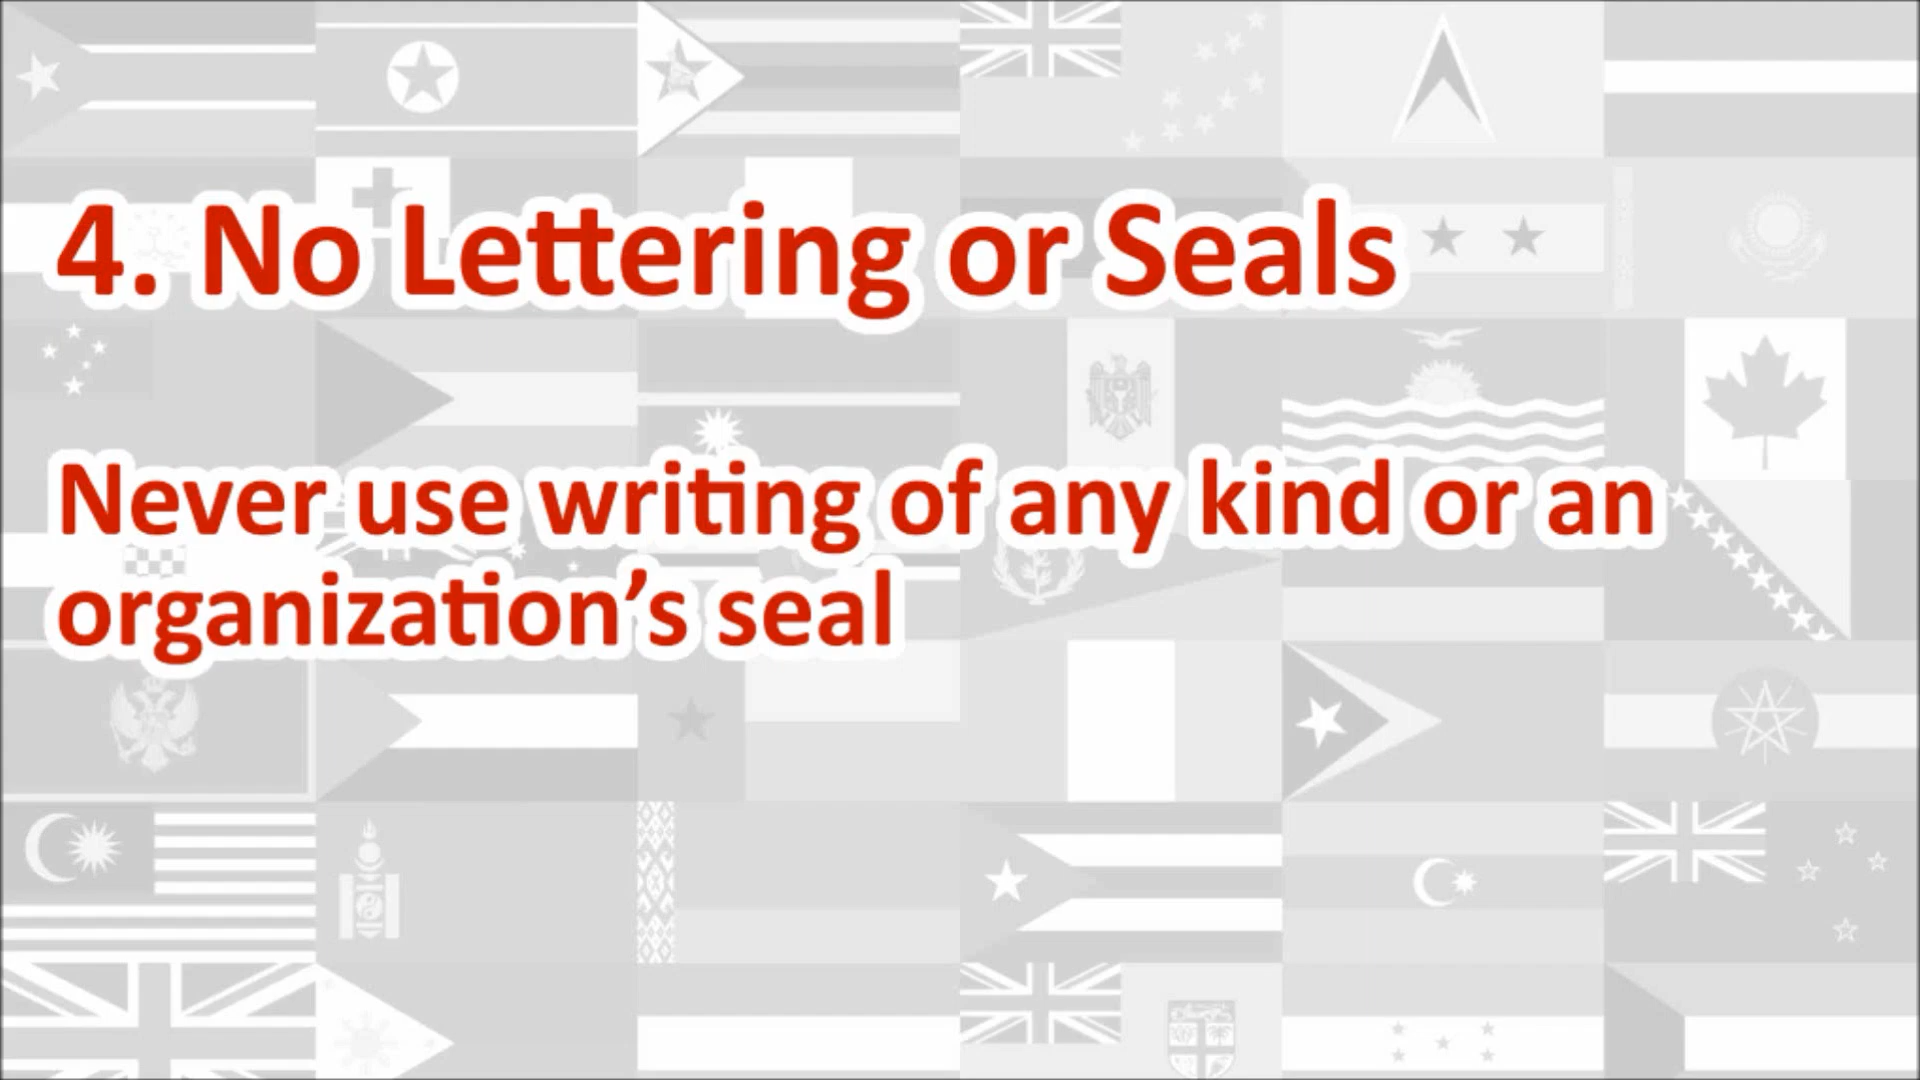 4. No Lettering or Seals
Never use writing of any kind or an
organization’s seal